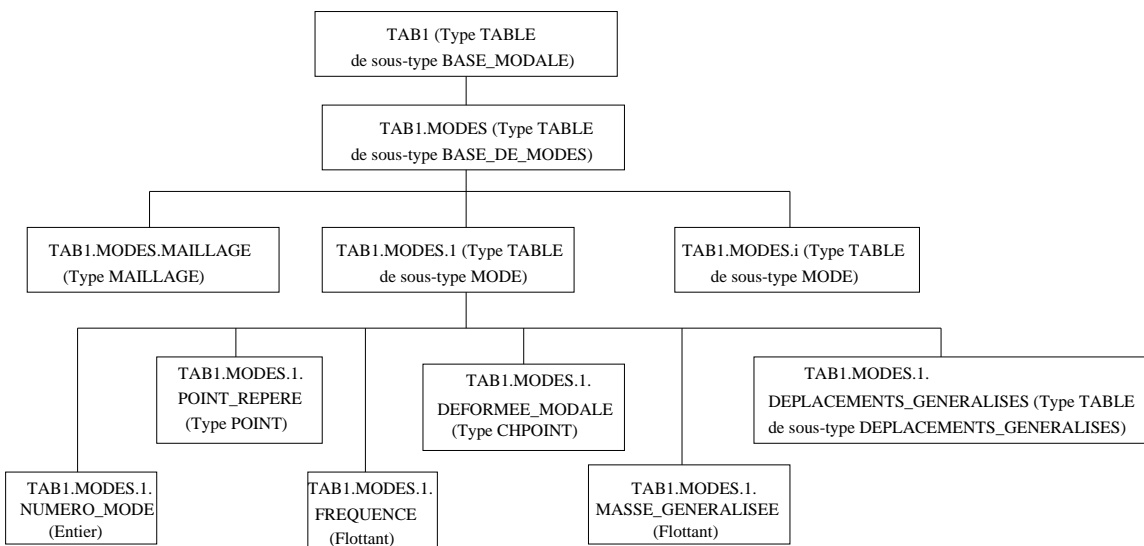 TAB1 (Type TABLE
de sous-type BASE_MODALE)
TAB1.MODES (Type TABLE
de sous-type BASE_DE_MODES)
TAB1.MODES.MAILLAGE
(Type MAILLAGE)
TAB1.MODES.1 (Type TABLE
de sous-type MODE)
TAB1.MODES.i (Type TABLE
de sous-type MODE)
TAB1.MODES.1.
POINT_REPERE
(Type POINT)
TAB1.MODES.1.
DEFORMEE_MODALE
(Type CHPOINT)
TAB1.MODES.1.
DEPLACEMENTS_GENERALISES (Type TABLE
de sous-type DEPLACEMENTS_GENERALISES)
TAB1.MODES.1.
NUMERO_MODE
(Entier)
TAB1.MODES.1.
FREQUENCE
(Flottant)
TAB1.MODES.1.
MASSE_GENERALISEE
(Flottant)